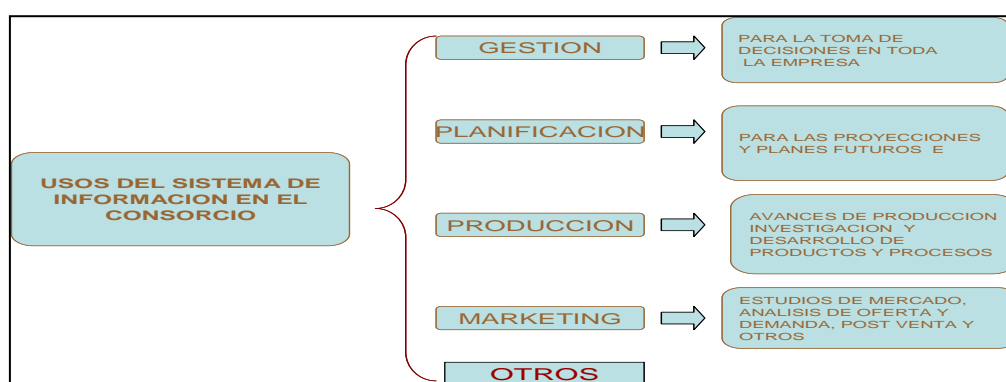 USOS DEL SISTEMA DE
INFORMACION EN EL
CONSORCIO
GESTION
PARA LA TOMA DE
DECISIONES EN TODA
LA EMPRESA
PLANIFICACION
PARA LAS PROYECCIONES
Y PLANES FUTUROS E
PRODUCCION
AVANCES DE PRODUCCION
INVESTIGACION Y
DESARROLLO DE
PRODUCTOS Y PROCESOS
MARKETING
ESTUDIOS DE MERCADO,
ANALISIS DE OFERTA Y
DEMANDA, POST VENTA Y
OTROS
OTROS